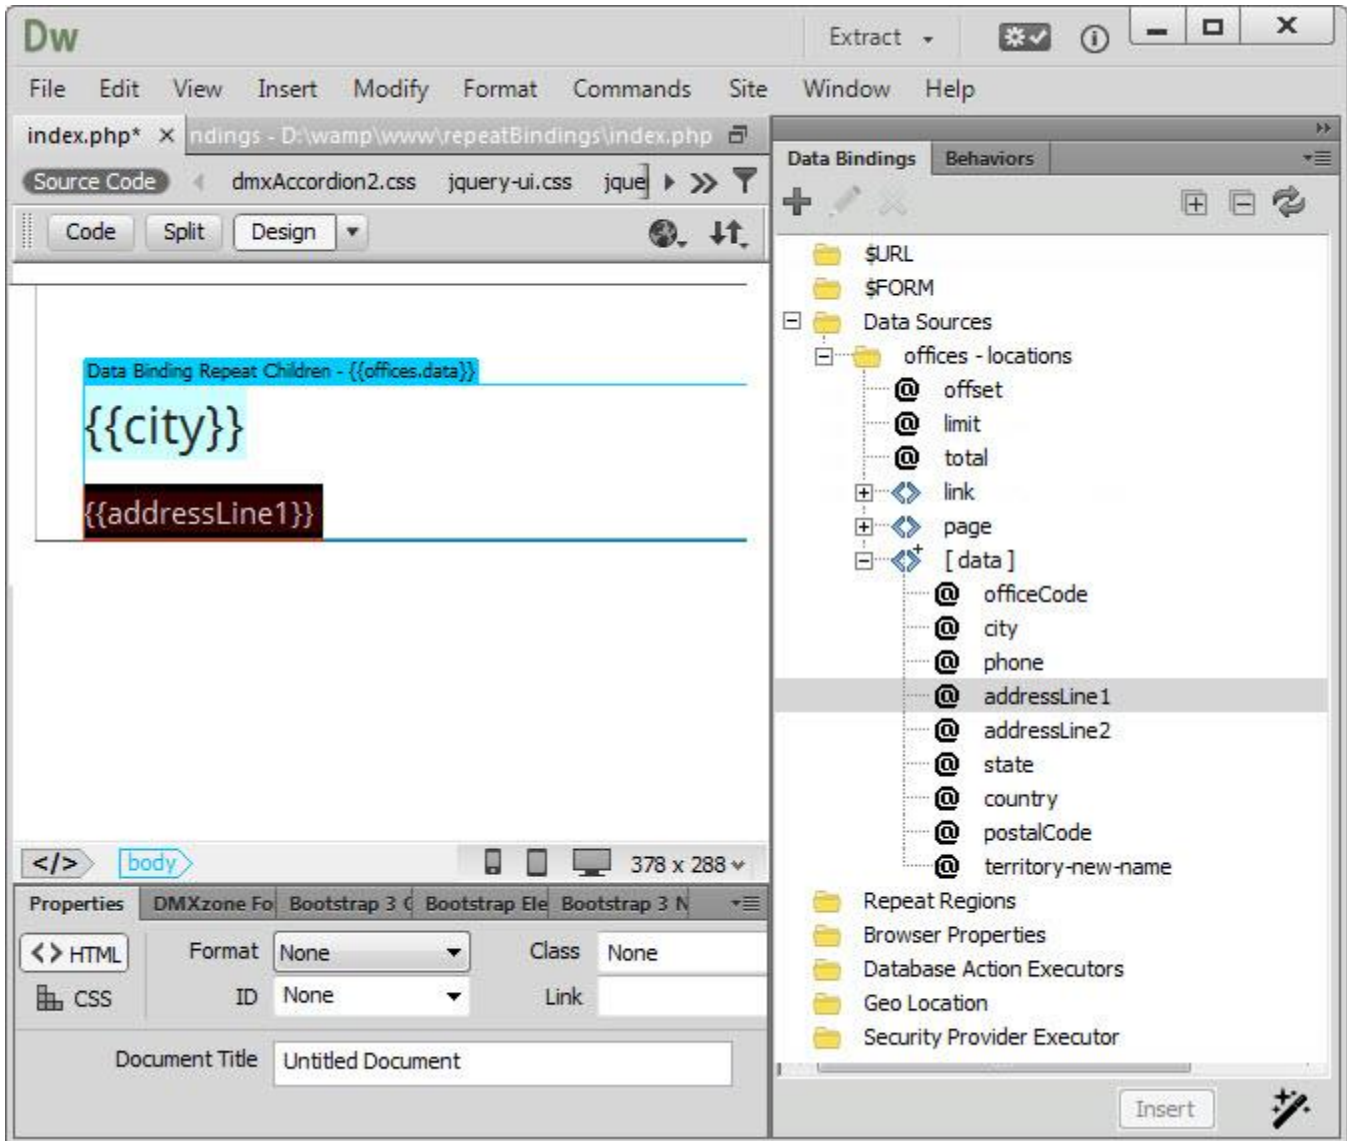 Dw
Extract
File Edit View Insert Modify Format Commands Site Window Help
index.php* × ndings - D:\wamp\www\repeatBindings\index.php
Source Code dmxAccordion2.css jquery-ui.css jque
Code Split Design
Data Binding Repeat Children - {{offices.data}}
{{city}}
{{addressLine1}}
</> body 378 x 288
Properties DMXzone Fo Bootstrap 3 Bootstrap Ele Bootstrap 3 N
<> HTML Format None Class None
CSS ID None Link
Document Title Untitled Document
Data Bindings Behaviors
$URL
$FORM
Data Sources
offices - locations
@ offset
@ limit
@ total
link
page
[ data ]
@ officeCode
@ city
@ phone
@ addressLine1
@ addressLine2
@ state
@ country
@ postalCode
@ territory-new-name
Repeat Regions
Browser Properties
Database Action Executors
Geo Location
Security Provider Executor
Insert